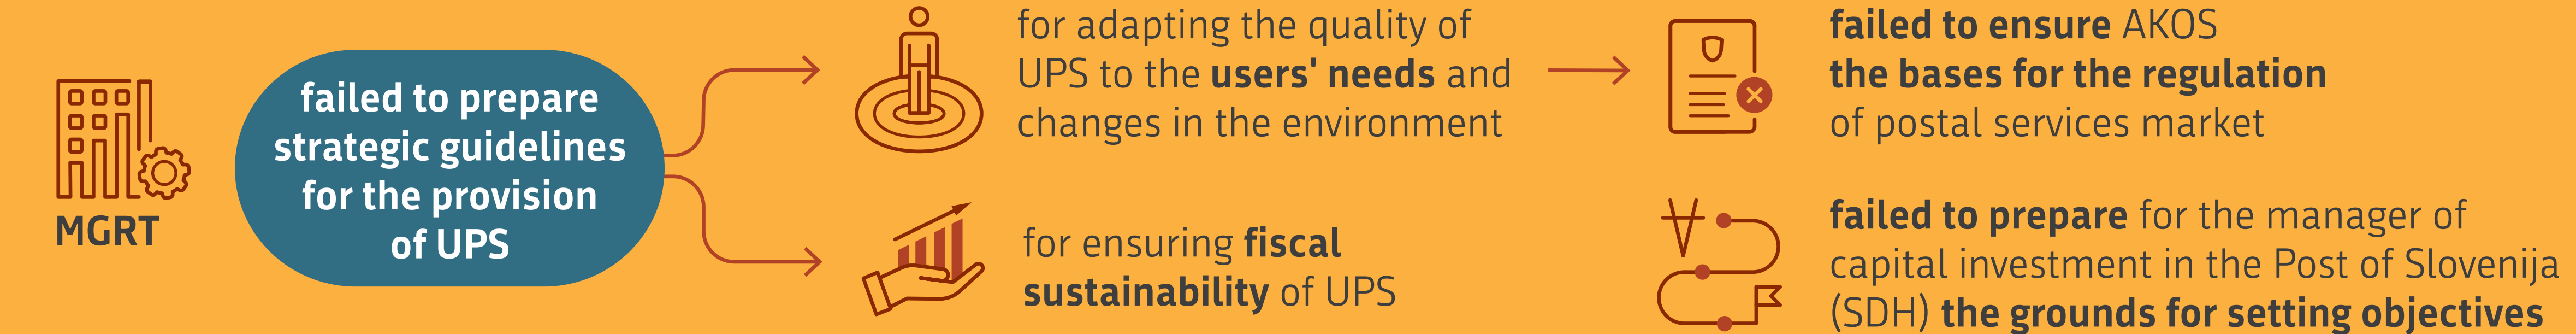 MGRT
failed to prepare
strategic guidelines
for the provision
of UPS
for adapting the quality of
UPS to the users' needs and
changes in the environment
failed to ensure AKOS
the bases for the regulation
of postal services market
for ensuring fiscal
sustainability of UPS
failed to prepare for the manager of
capital investment in the Post of Slovenija
(SDH) the grounds for setting objectives